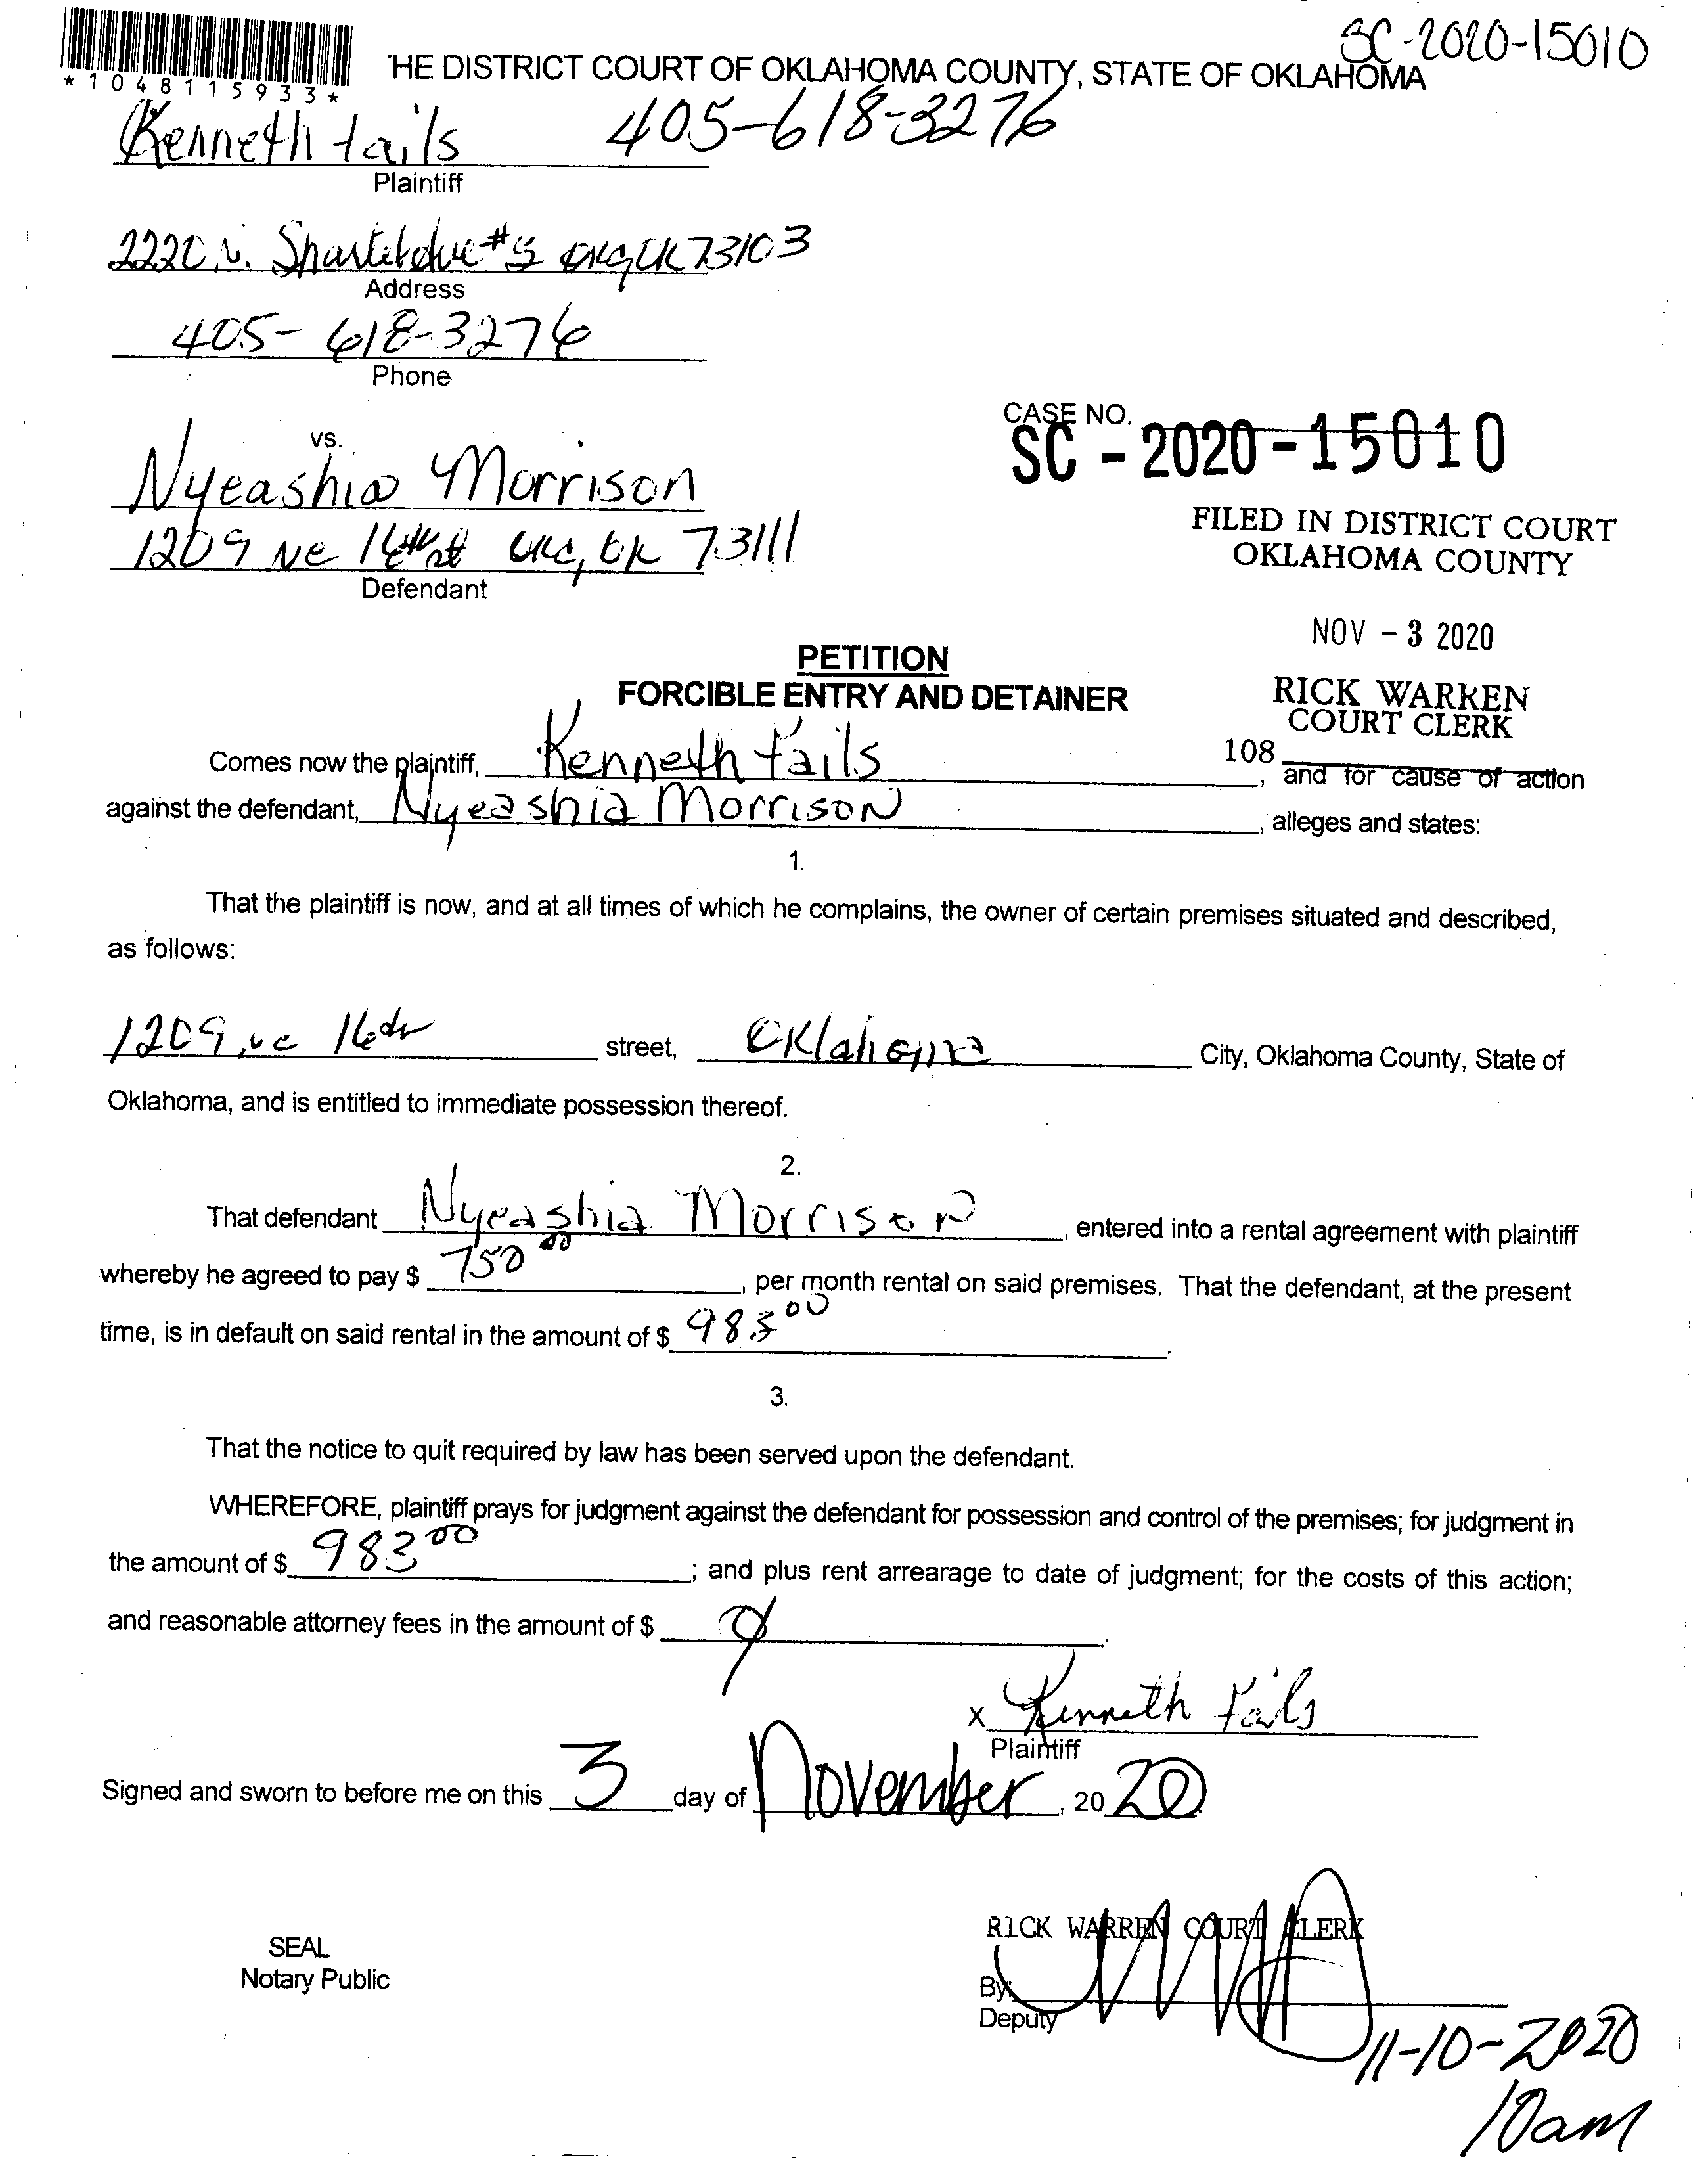 SC-2020-15010
*1048115933*
HE DISTRICT COURT OF OKLAHOMA COUNTY, STATE OF OKLAHOMA
Kenneth tails 405-618-3276
Plaintiff
2220 N. #3 OKC, OK 73103
Address
405-618-3276
Phone
CASE NO.
SC-2020-15010
vs.
Nyeashia Morrison
1209 NE 16th st OKC, OK 73111
Defendant
FILED IN DISTRICT COURT
OKLAHOMA COUNTY
NOV - 3 2020
RICK WARREN
COURT CLERK
108
PETITION
FORCIBLE ENTRY AND DETAINER
Comes now the plaintiff, Kenneth tails, and for cause of action
against the defendant, Nyeashia Morrison, alleges and states:
1.
That the plaintiff is now, and at all times of which he complains, the owner of certain premises situated and described,
as follows:
1209 NE 16th street, Oklahoma City, Oklahoma County, State of
Oklahoma, and is entitled to immediate possession thereof.
2.
That defendant Nyeashia Morrison, entered into a rental agreement with plaintiff
whereby he agreed to pay $ 750 00, per month rental on said premises. That the defendant, at the present
time, is in default on said rental in the amount of $ 983 00.
3.
That the notice to quit required by law has been served upon the defendant.
WHEREFORE, plaintiff prays for judgment against the defendant for possession and control of the premises; for judgment in
the amount of $ 983 00; and plus rent arrearage to date of judgment; for the costs of this action;
and reasonable attorney fees in the amount of $ 0.
x Kenneth tails
Plaintiff
Signed and sworn to before me on this 3 day of November, 2020
RICK WARREN COURT CLERK
SEAL
Notary Public
By:
Deputy
11-10-2020
10am